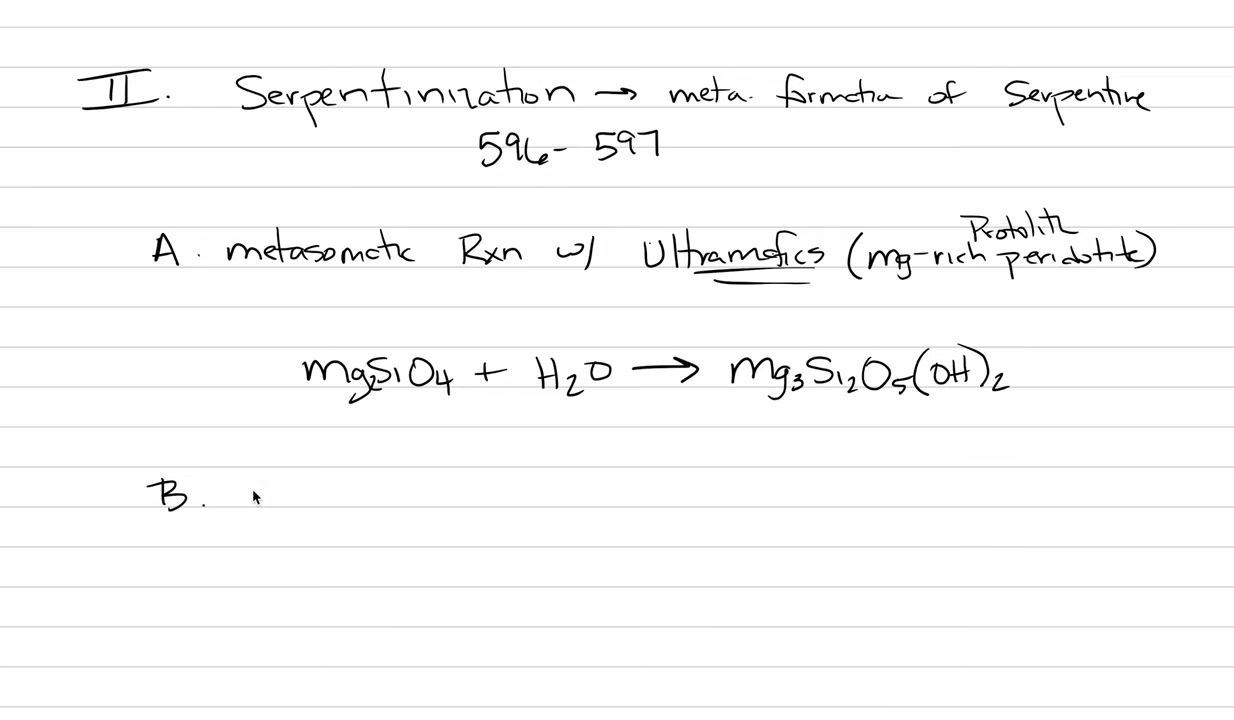 II. Serpentinization → meta. formation of Serpentine
596 - 597
Protolith
A. metasomatic Rxn w/ Ultramafics (mg-rich peridotite)
Mg₂SiO₄ + H₂O → Mg₃Si₂O₅(OH)₂
B.